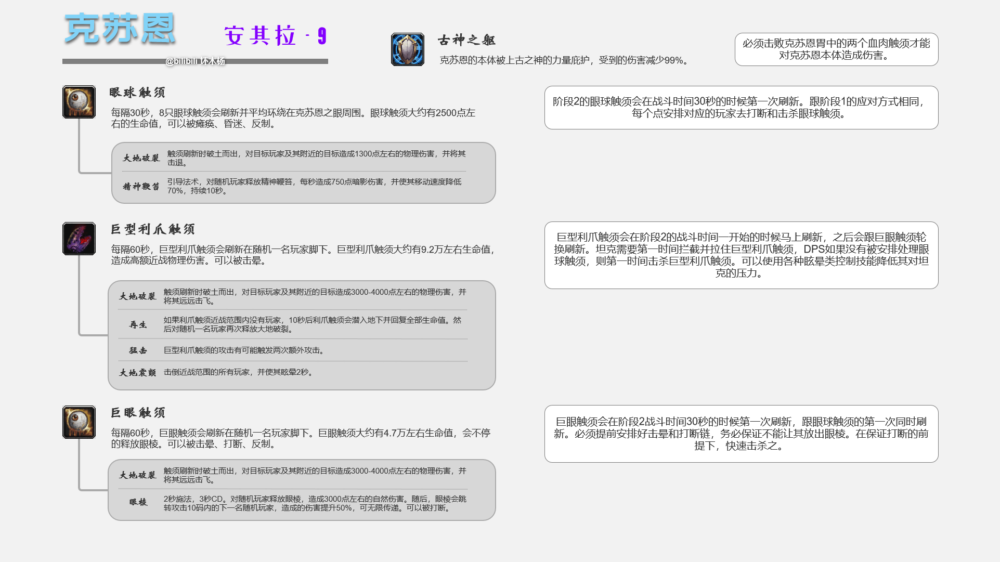 克苏恩
安其拉 - 9
@bilibili 坏木杨
古神之躯
克苏恩的本体被上古之神的力量庇护，受到的伤害减少99%。
必须击败克苏恩胃中的两个血肉触须才能
对克苏恩本体造成伤害。
眼球触须
每隔30秒，8只眼球触须会刷新并平均环绕在克苏恩之眼周围。眼球触须大约有2500点左
右的生命值，可以被瘫痪、昏迷、反制。
阶段2的眼球触须会在战斗时间30秒的时候第一次刷新。跟阶段1的应对方式相同，
每个点安排对应的玩家去打断和击杀眼球触须。
大地破裂
触须刷新时破土而出，对目标玩家及其附近的目标造成1300点左右的物理伤害，并将其
击退。
精神鞭笞
引导法术，对随机玩家释放精神鞭笞，每秒造成750点暗影伤害，并使其移动速度降低
70%，持续10秒。
巨型利爪触须
每隔60秒，巨型利爪触须会刷新在随机一名玩家脚下。巨型利爪触须大约有9.2万左右生命值，
造成高额近战物理伤害。可以被击晕。
巨型利爪触须会在阶段2的战斗时间一开始的时候马上刷新，之后会跟巨眼触须轮
换刷新。坦克需要第一时间拦截并拉住巨型利爪触须，DPS如果没有被安排处理眼
球触须，则第一时间击杀巨型利爪触须。可以使用各种眩晕类控制技能降低其对坦
克的压力。
大地破裂
触须刷新时破土而出，对目标玩家及其附近的目标造成3000-4000点左右的物理伤害，并
将其远远击飞。
再生
如果利爪触须近战范围内没有玩家，10秒后利爪触须会潜入地下并回复全部生命值。然
后对随机一名玩家再次释放大地破裂。
猛击
巨型利爪触须的攻击有可能触发两次额外攻击。
大地震颤
击倒近战范围的所有玩家，并使其眩晕2秒。
巨眼触须
每隔60秒，巨眼触须会刷新在随机一名玩家脚下。巨眼触须大约有4.7万左右生命值，会不停
的释放眼棱。可以被击晕、打断、反制。
巨眼触须会在阶段2战斗时间30秒的时候第一次刷新，跟眼球触须的第一次同时刷
新。必须提前安排好击晕和打断链，务必保证不能让其放出眼棱。在保证打断的前
提下，快速击杀之。
大地破裂
触须刷新时破土而出，对目标玩家及其附近的目标造成3000-4000点左右的物理伤害，并
将其远远击飞。
眼棱
2秒施法，3秒CD。对随机玩家释放眼棱，造成3000点左右的自然伤害。随后，眼棱会跳
转攻击10码内的下一名随机玩家，造成的伤害提升50%，可无限传递。可以被打断。